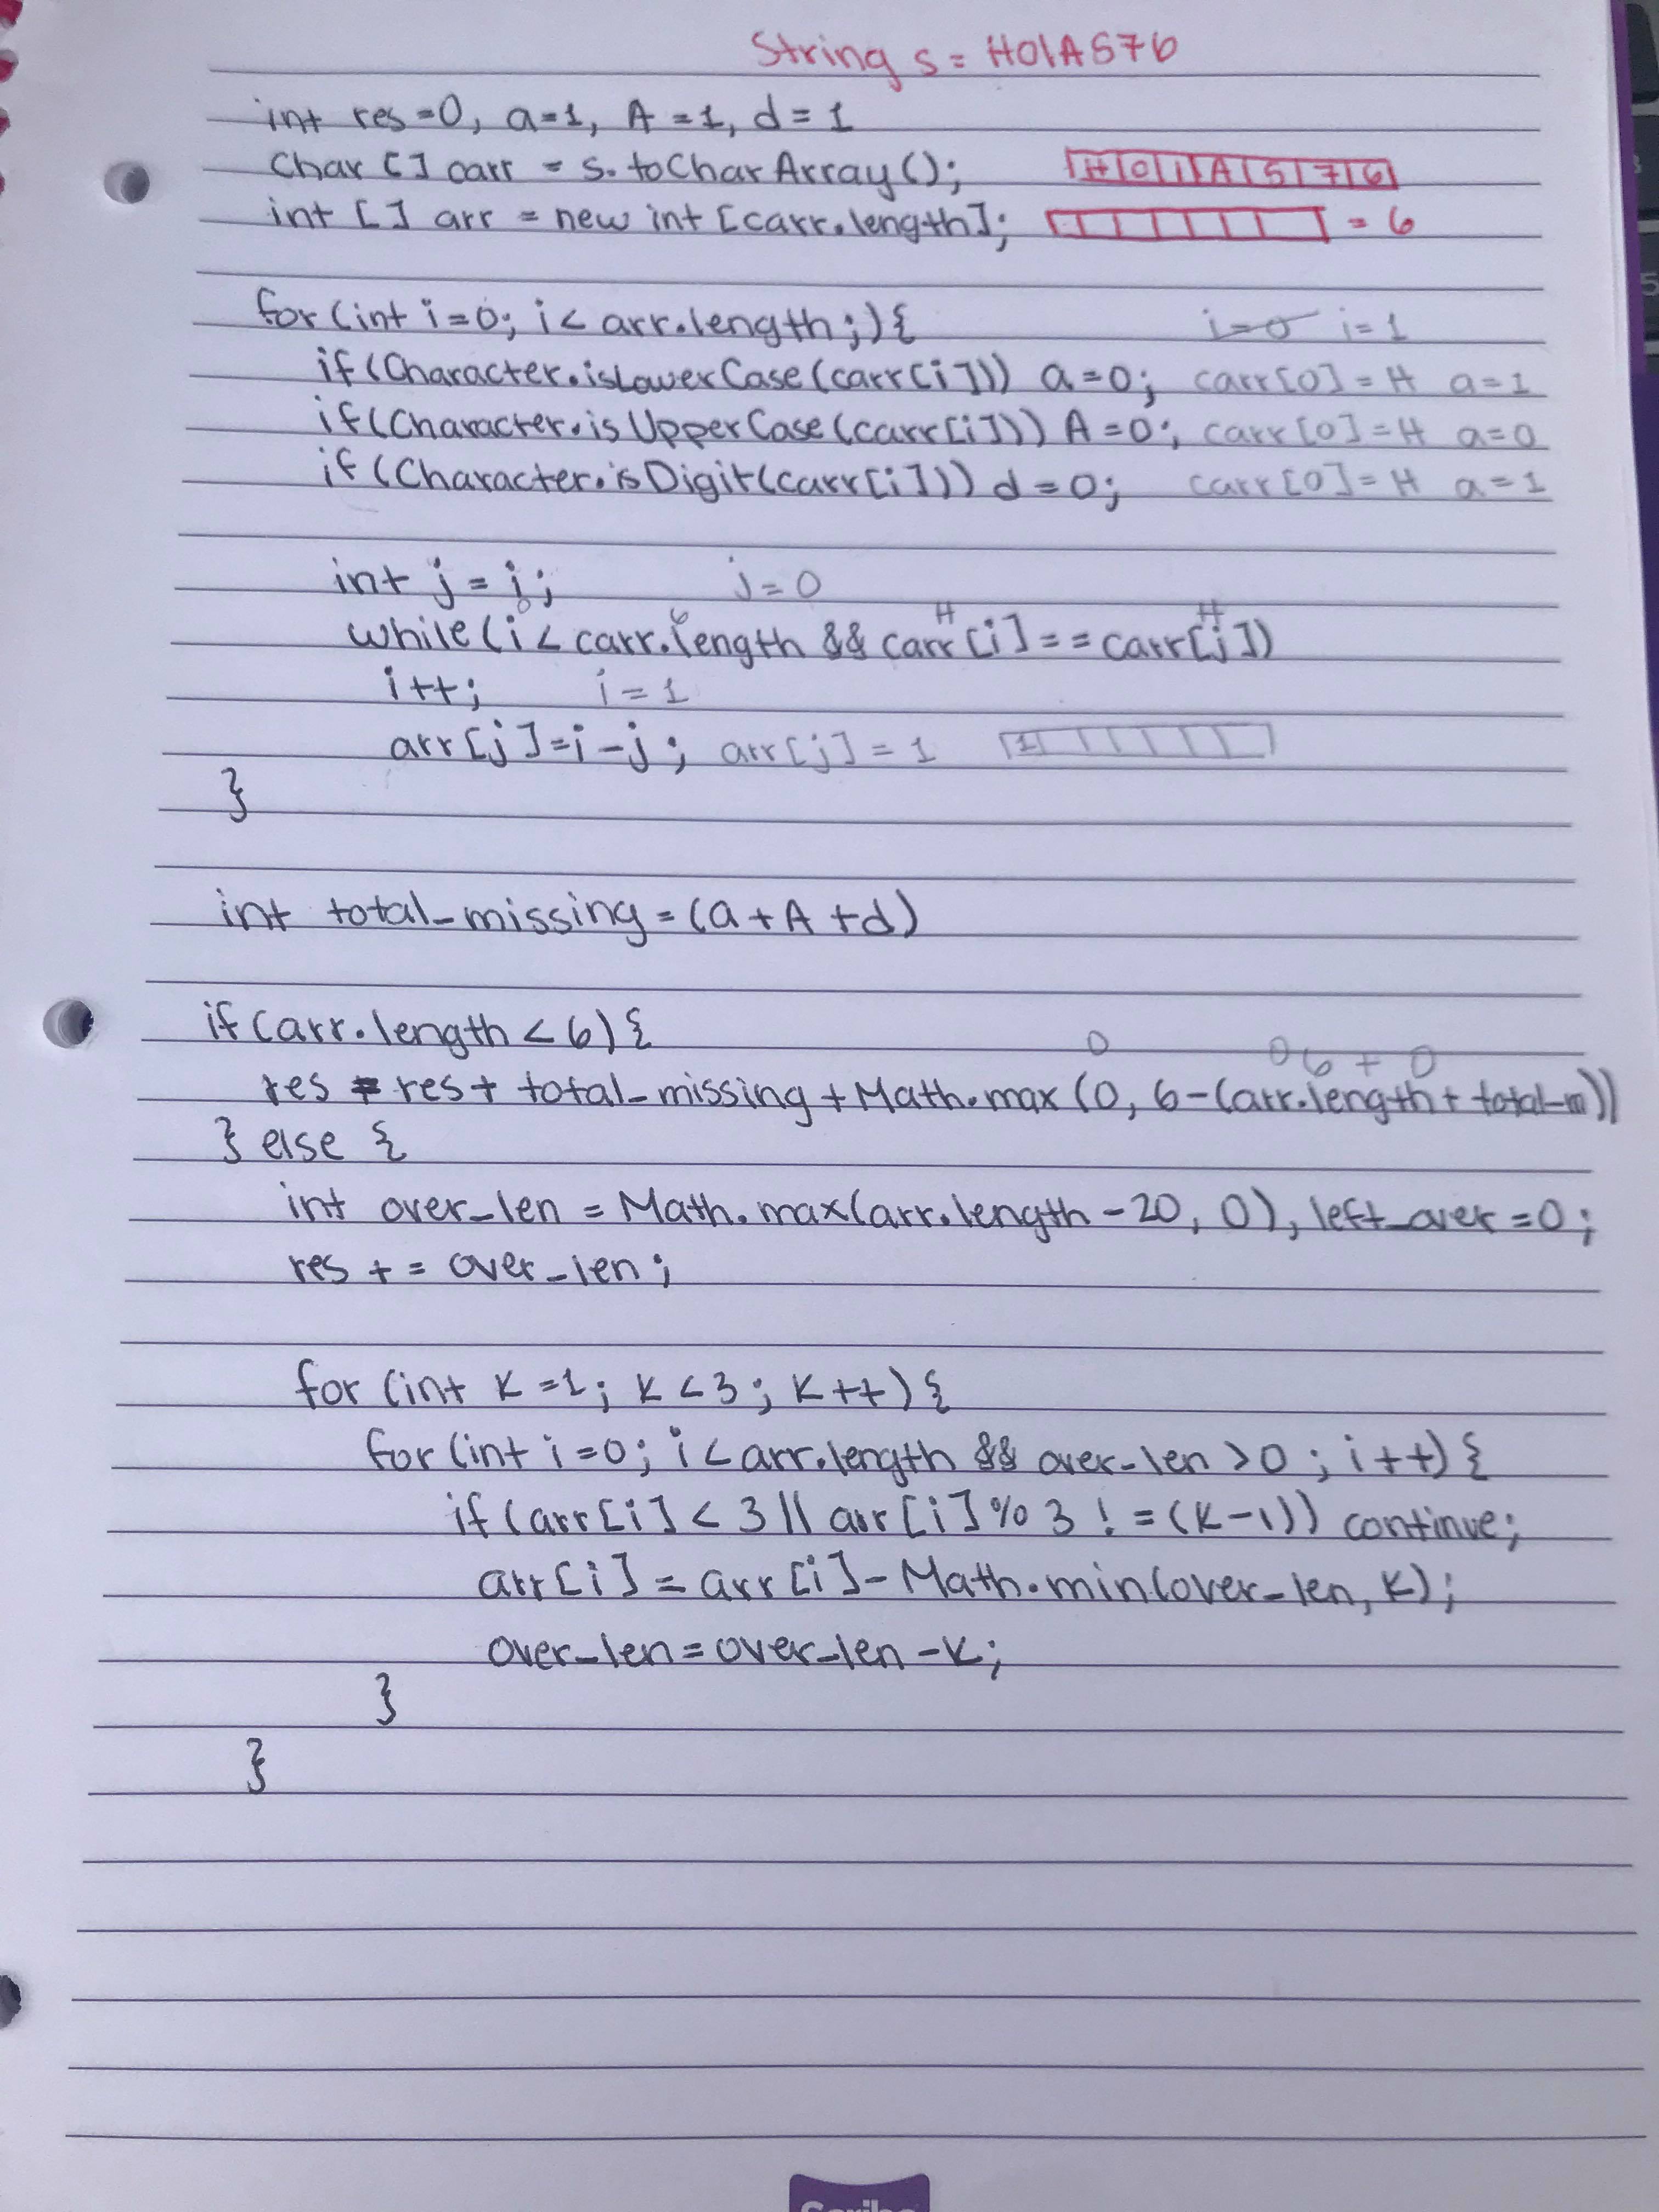 String s = HOlA576
int res=0, a=1, A=1, d=1
Char [] carr = s.toCharArray(); H O l A 5 7 6
int [] arr = new int [carr.length]; = 6
for (int i=0; i< arr.length;){ i=0 i=1
if (Character.isLowerCase(carr[i])) a=0; carr[0]=H a=1
if (Character.isUpperCase(carr[i])) A=0; carr[0]=H a=0
if (Character.isDigit(carr[i])) d=0; carr[0]=H a=1
int j = i; j=0
0 6 H H
while (i < carr.length && carr[i]==carr[j])
i++; i=1
arr[j]=i-j; arr[j]=1 1
}
int total_missing=(a+A+d)
if (arr.length < 6) {
0 0 6 + 0
res = res + total_missing + Math.max (0, 6-(arr.length+ total-m))
} else {
int over_len = Math.max(arr.length-20, 0), left_over =0;
res += over_len;
for (int k=1; k<3; k++) {
for (int i=0; i<arr.length && over_len >0; i++) {
if (arr[i] < 3 || arr[i]%3 != (k-1)) continue;
arr[i] = arr[i]-Math.min(over_len, k);
over_len=over_len-k;
}
}
Scribe